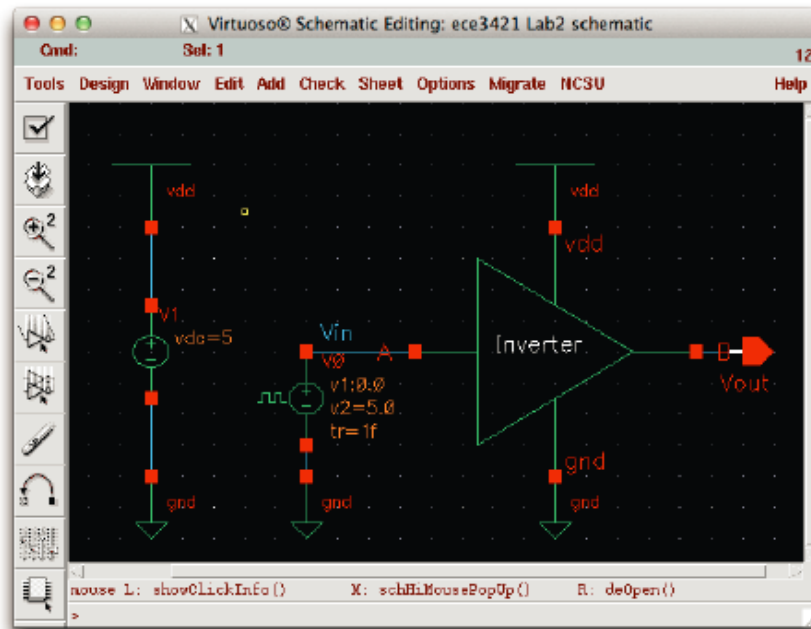 Virtuoso® Schematic Editing: ece3421 Lab2 schematic
Cmd: Sel: 1 12
Tools Design Window Edit Add Check Sheet Options Migrate NCSU Help
2
2
vdd
vdd
vdd
V1
vdc=5
Vin
V0
A
v1:0.0
v2=5.0
tr=1f
Inverter
Vout
gnd
gnd
gnd
gnd
mouse L: showClickInfo() M: schHiMousePopUp() R: deOpen()
>